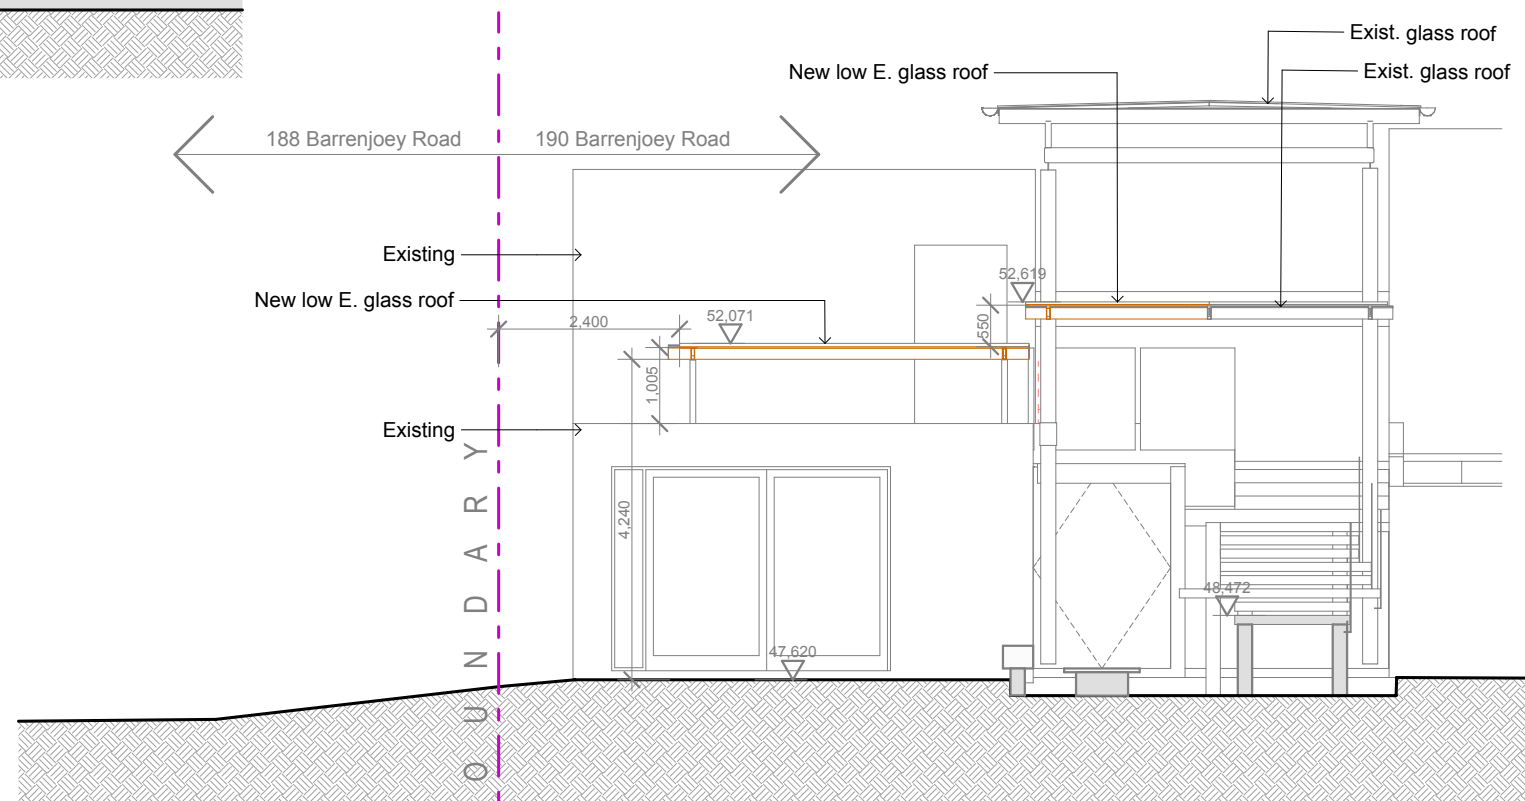 Exist. glass roof
New low E. glass roof
Exist. glass roof
188 Barrenjoey Road
190 Barrenjoey Road
Existing
52,619
New low E. glass roof
2,400
52,071
550
1,005
Existing
4,240
48,472
47,620
OUNDARY